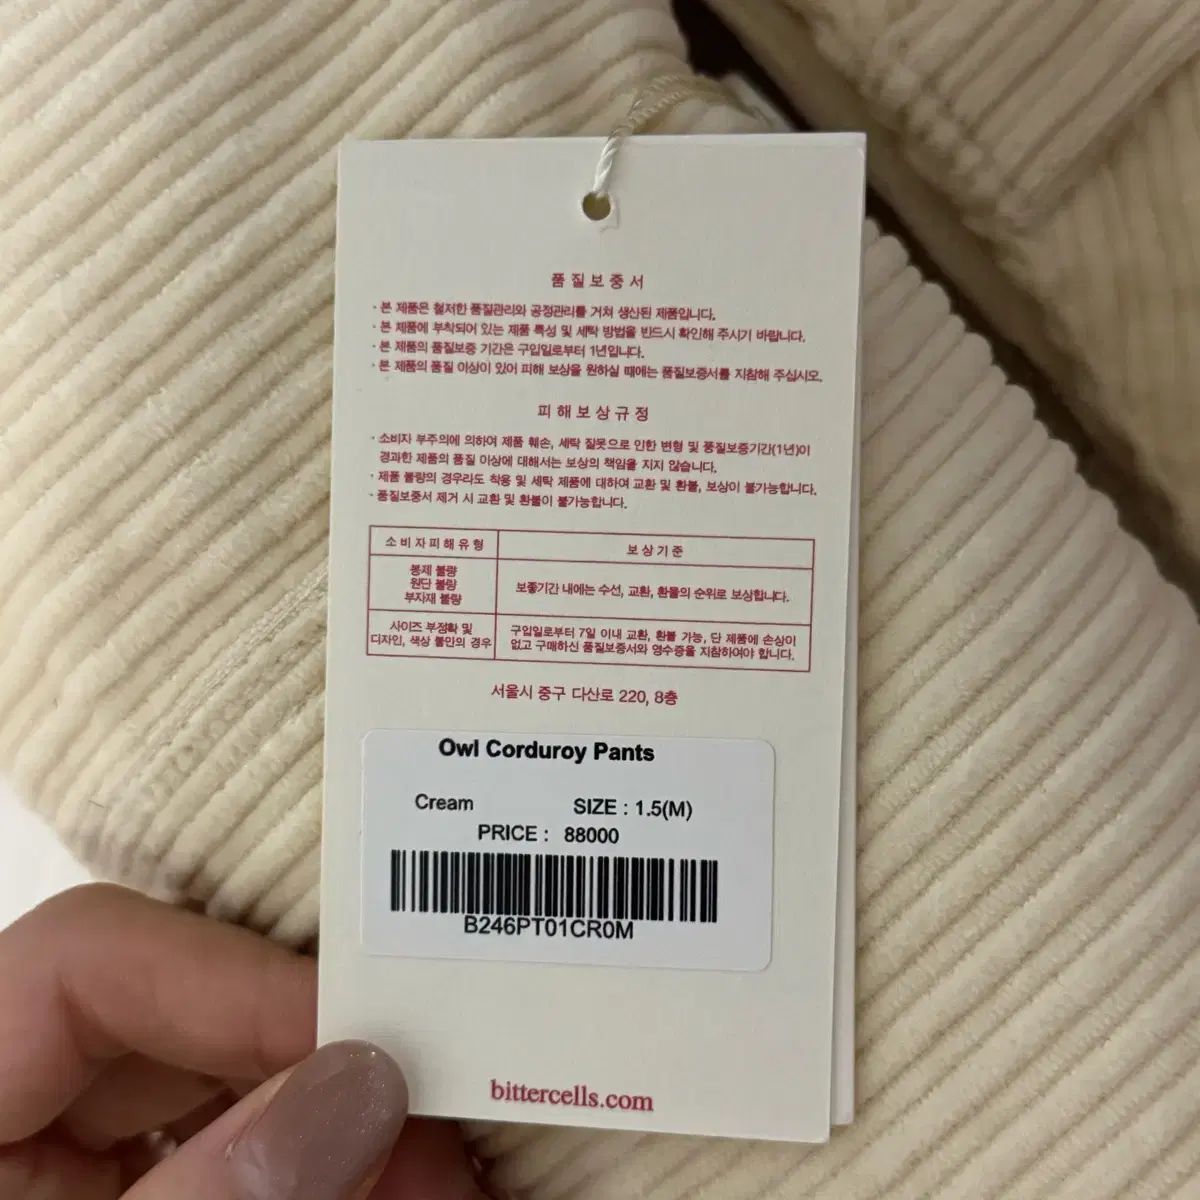 품질보증서
· 본 제품은 철저한 품질관리와 공정관리를 거쳐 생산된 제품입니다.
· 본 제품에 부착되어 있는 제품 특성 및 세탁 방법을 반드시 확인해 주시기 바랍니다.
· 본 제품의 품질보증 기간은 구입일로부터 1년입니다.
· 본 제품의 품질 이상이 있어 피해 보상을 원하실 때에는 품질보증서를 지참해 주십시오.
피해보상규정
· 소비자 부주의에 의하여 제품 훼손, 세탁 잘못으로 인한 변형 및 품질보증기간(1년)이
경과한 제품의 품질 이상에 대해서는 보상의 책임을 지지 않습니다.
· 제품 불량의 경우라도 착용 및 세탁 제품에 대하여 교환 및 환불, 보상이 불가능합니다.
· 품질보증서 제거 시 교환 및 환불이 불가능합니다.
소비자피해유형 보상기준
봉제 불량
원단 불량
부자재 불량
보증기간 내에는 수선, 교환, 환불의 순위로 보상합니다.
사이즈 부정확 및
디자인, 색상 불만의 경우
구입일로부터 7일 이내 교환, 환불 가능, 단 제품에 손상이
없고 구매하신 품질보증서와 영수증을 지참하여야 합니다.
서울시 중구 다산로 220, 8층
Owl Corduroy Pants
Cream SIZE : 1.5(M)
PRICE : 88000
B246PT01CR0M
bittercells.com